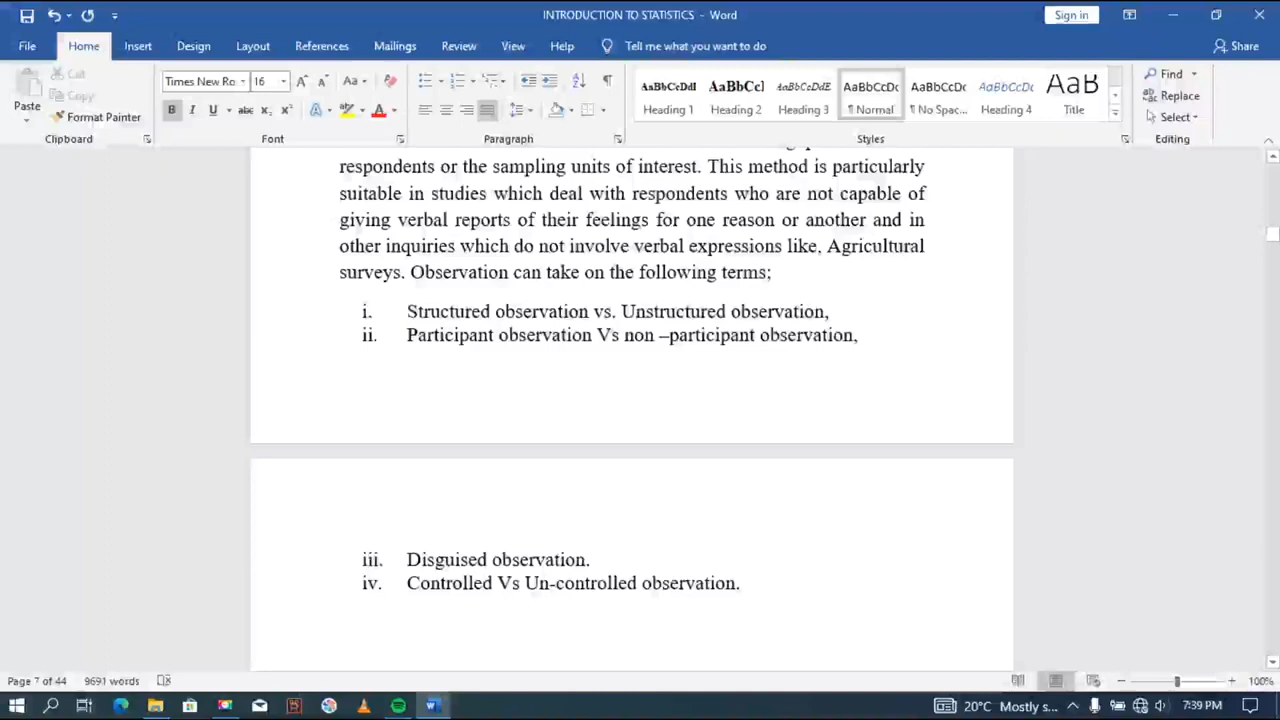 INTRODUCTION TO STATISTICS - Word
Sign in
File Home Insert Design Layout References Mailings Review View Help Tell me what you want to do Share
Paste
Cut
Copy
Format Painter
Clipboard
Times New Ro 16
Aa
B I U abc x₂ x² A A
Font
Paragraph
AaBbCcDdI AaBbCcI AaBbCcDdE AaBbCcDc AaBbCcDc AaBbCcDc AaB
Heading 1 Heading 2 Heading 3 ¶ Normal ¶ No Spac... Heading 4 Title
Styles
Find
Replace
Select
Editing
respondents or the sampling units of interest. This method is particularly
suitable in studies which deal with respondents who are not capable of
giving verbal reports of their feelings for one reason or another and in
other inquiries which do not involve verbal expressions like, Agricultural
surveys. Observation can take on the following terms;
i. Structured observation vs. Unstructured observation,
ii. Participant observation Vs non –participant observation,
iii. Disguised observation.
iv. Controlled Vs Un-controlled observation.
Page 7 of 44 9691 words 100%
20°C Mostly s... 7:39 PM